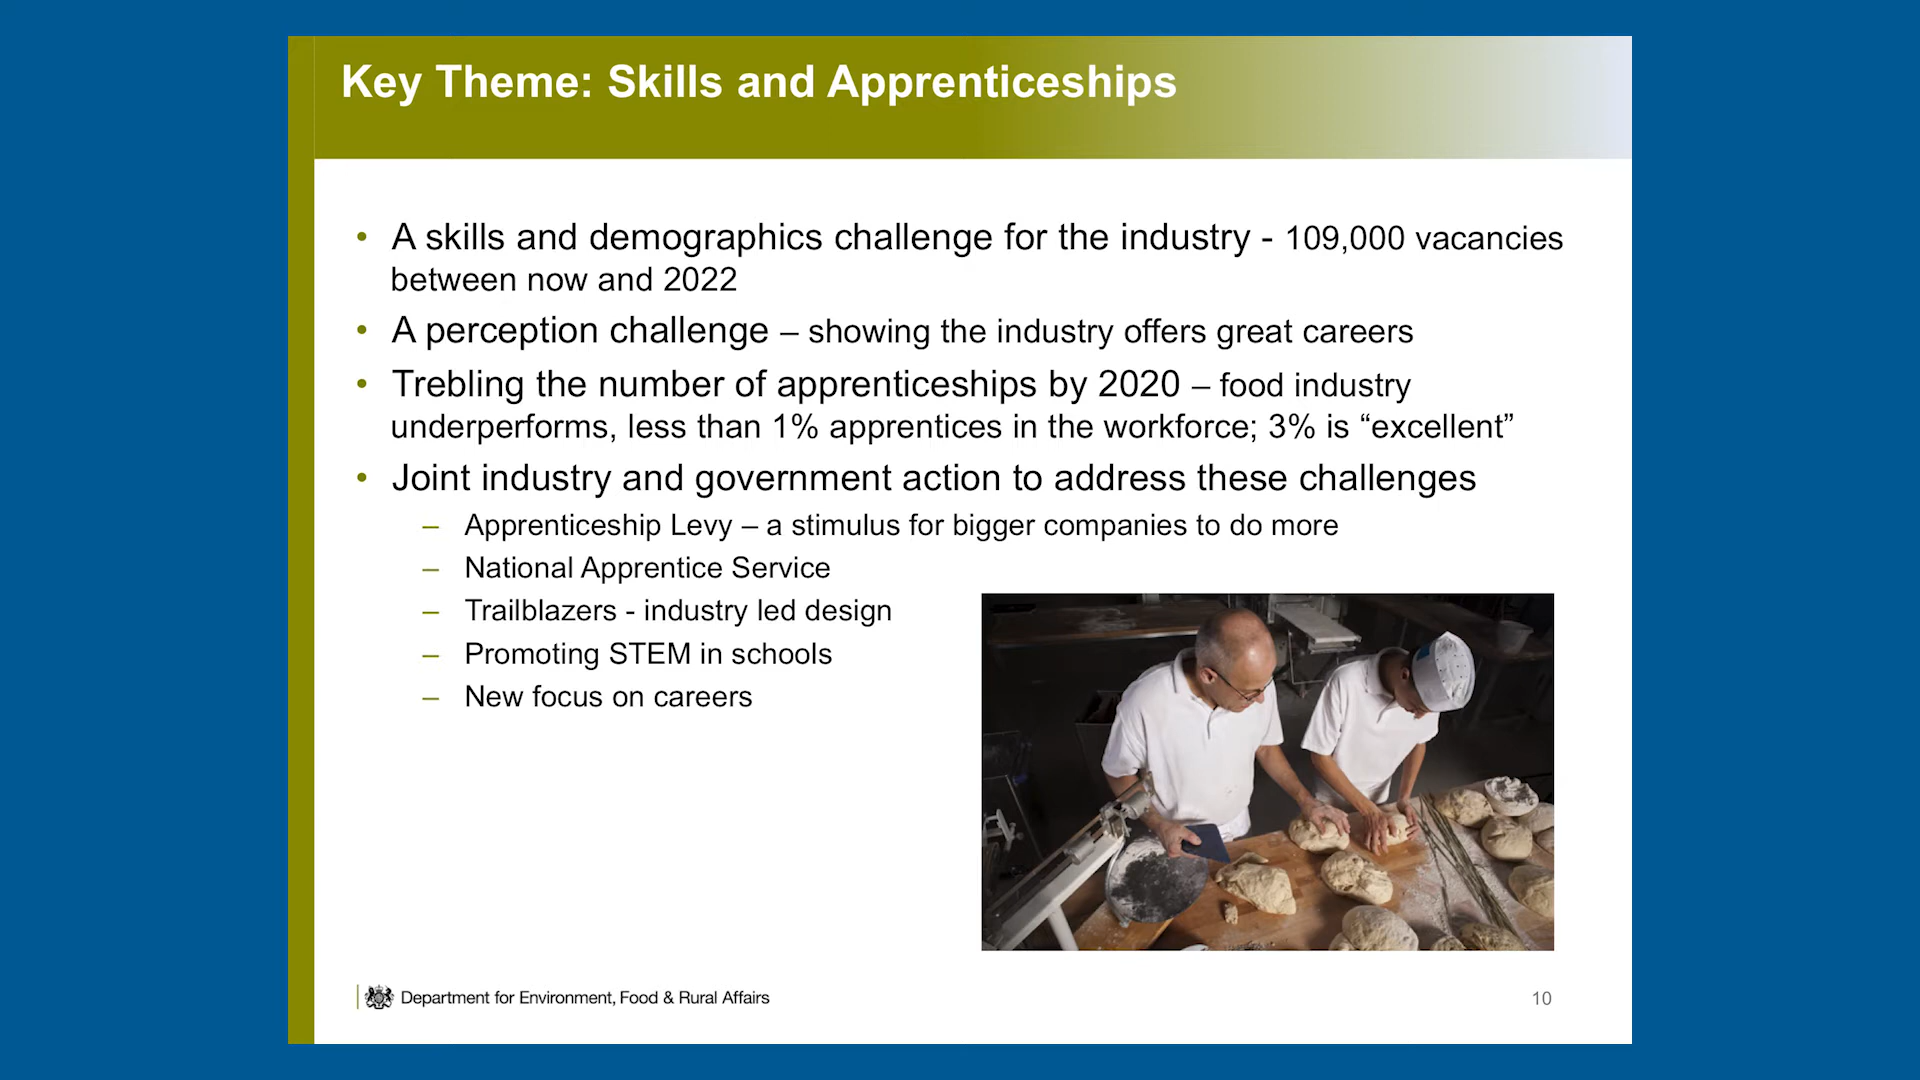 Key Theme: Skills and Apprenticeships
• A skills and demographics challenge for the industry - 109,000 vacancies
between now and 2022
• A perception challenge – showing the industry offers great careers
• Trebling the number of apprenticeships by 2020 – food industry
underperforms, less than 1% apprentices in the workforce; 3% is “excellent”
• Joint industry and government action to address these challenges
– Apprenticeship Levy – a stimulus for bigger companies to do more
– National Apprentice Service
– Trailblazers - industry led design
– Promoting STEM in schools
– New focus on careers
Department for Environment, Food & Rural Affairs
10